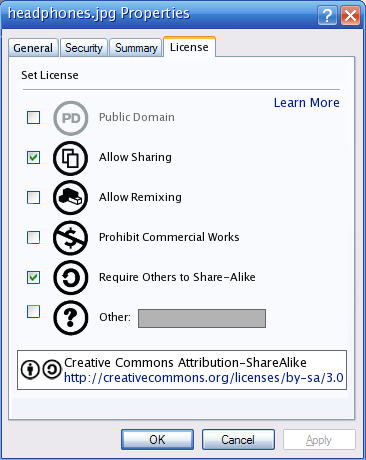 headphones.jpg Properties
?
General Security Summary License
Set License
Learn More
PD Public Domain
Allow Sharing
Allow Remixing
$ Prohibit Commercial Works
Require Others to Share-Alike
? Other:
Creative Commons Attribution-ShareAlike
http://creativecommons.org/licenses/by-sa/3.0
OK Cancel Apply